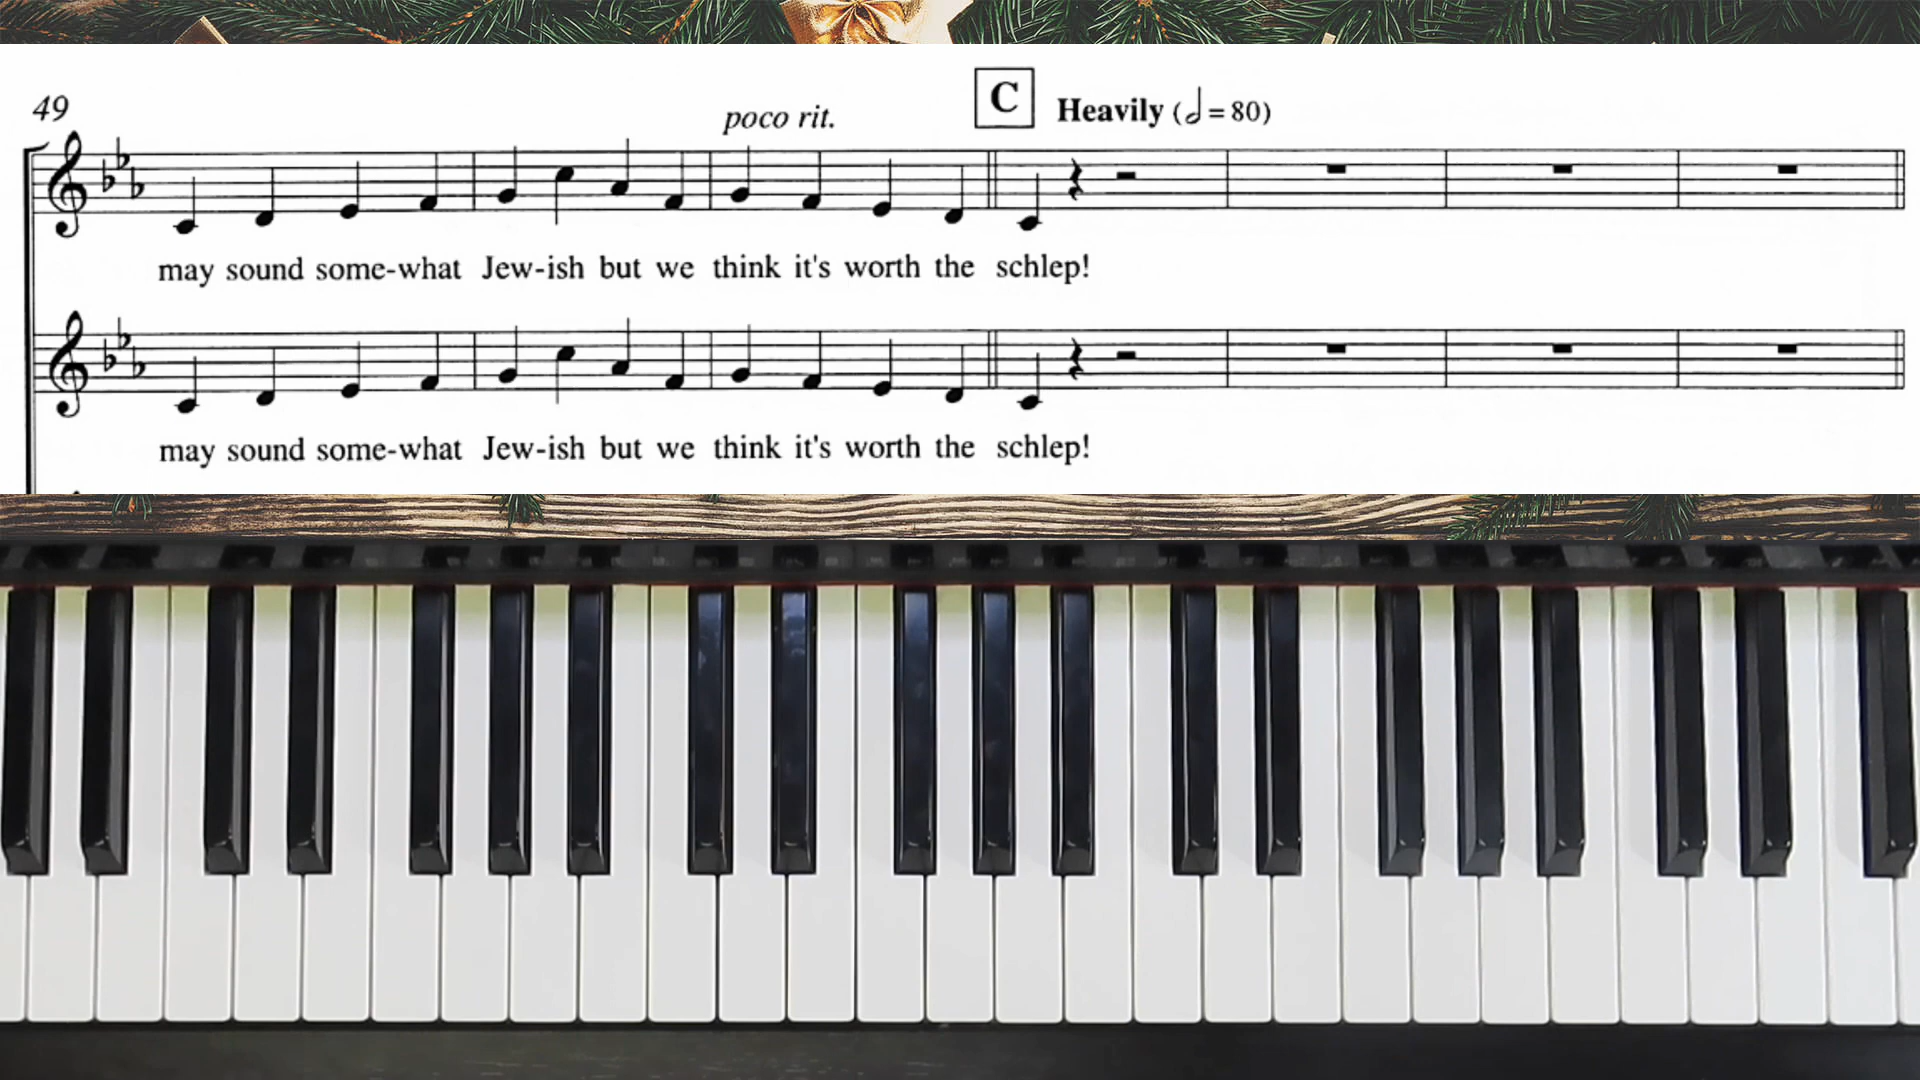 49
poco rit.
C Heavily (𝅗𝅥 = 80)
may sound some-what Jew-ish but we think it's worth the schlep!
may sound some-what Jew-ish but we think it's worth the schlep!